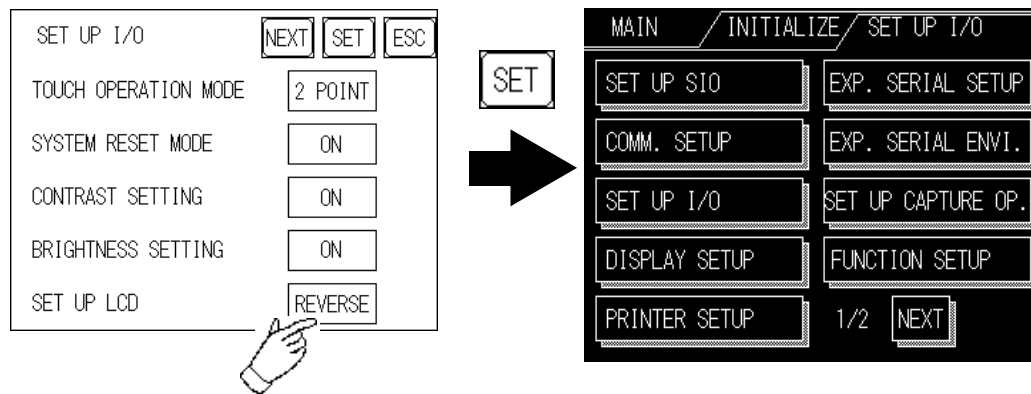 SET UP I/O NEXT SET ESC
TOUCH OPERATION MODE 2 POINT
SYSTEM RESET MODE ON
CONTRAST SETTING ON
BRIGHTNESS SETTING ON
SET UP LCD REVERSE
SET
MAIN / INITIALIZE / SET UP I/O
SET UP SIO EXP. SERIAL SETUP
COMM. SETUP EXP. SERIAL ENVI.
SET UP I/O SET UP CAPTURE OP.
DISPLAY SETUP FUNCTION SETUP
PRINTER SETUP 1/2 NEXT